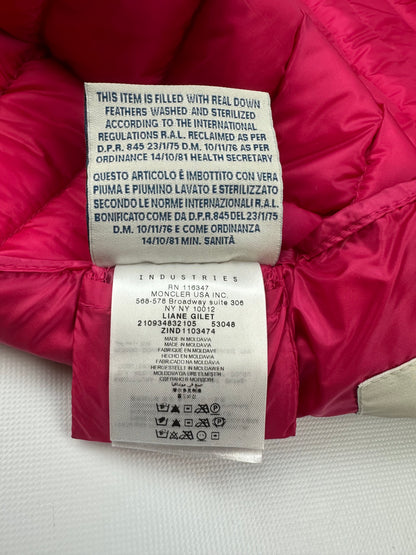 THIS ITEM IS FILLED WITH REAL DOWN
FEATHERS WASHED AND STERILIZED
ACCORDING TO THE INTERNATIONAL
REGULATIONS R.A.L. RECLAIMED AS PER
D.P.R. 845 23/1/75 D.M. 10/11/76 AS PER
ORDINANCE 14/10/81 HEALTH SECRETARY
QUESTO ARTICOLO È IMBOTTITO CON VERA
PIUMA E PIUMINO LAVATO E STERILIZZATO
SECONDO LE NORME INTERNAZIONALI R.A.L.
BONIFICATO COME DA D.P.R.845 DEL 23/1/75
D.M. 10/11/76 E COME ORDINANZA
14/10/81 MIN. SANITÀ
INDUSTRIES
RN 116347
MONCLER USA INC.
568-578 Broadway suite 306
NY NY 10012
LIANE GILET
210934832105 53048
ZIND1103474
MADE IN MOLDAVIA
MADE IN MOLDAVIA
FABRIQUÉ EN MOLDAVIE
HECHO EN MOLDAVIA
FABRICADO NA MOLDAVIA
HERGESTELLT IN MOLDAWIEN